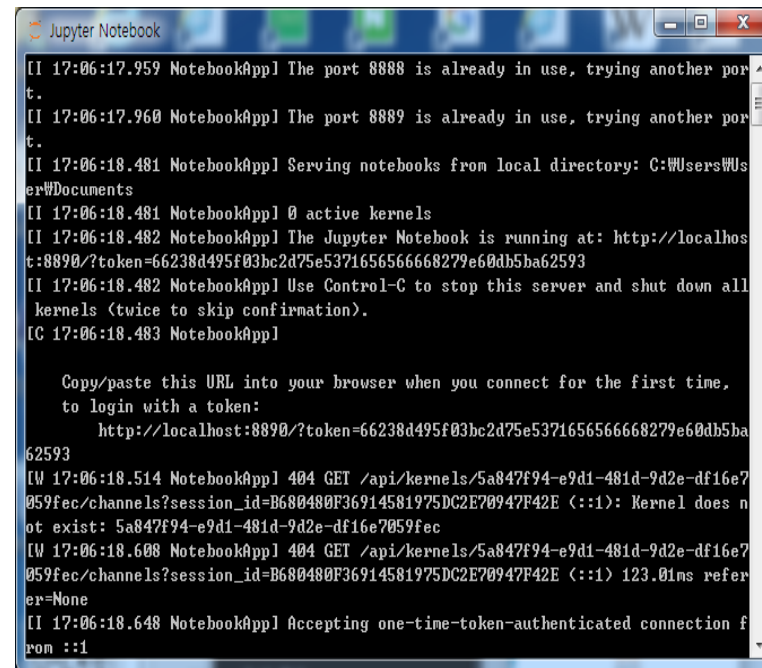 Jupyter Notebook
[I 17:06:17.959 NotebookApp] The port 8888 is already in use, trying another por
t.
[I 17:06:17.960 NotebookApp] The port 8889 is already in use, trying another por
t.
[I 17:06:18.481 NotebookApp] Serving notebooks from local directory: C:₩Users₩Us
er₩Documents
[I 17:06:18.481 NotebookApp] 0 active kernels
[I 17:06:18.482 NotebookApp] The Jupyter Notebook is running at: http://localhos
t:8890/?token=66238d495f03bc2d75e5371656566668279e60db5ba62593
[I 17:06:18.482 NotebookApp] Use Control-C to stop this server and shut down all
 kernels (twice to skip confirmation).
[C 17:06:18.483 NotebookApp]
Copy/paste this URL into your browser when you connect for the first time,
to login with a token:
http://localhost:8890/?token=66238d495f03bc2d75e5371656566668279e60db5ba
62593
[W 17:06:18.514 NotebookApp] 404 GET /api/kernels/5a847f94-e9d1-481d-9d2e-df16e7
059fec/channels?session_id=B680480F36914581975DC2E70947F42E (::1): Kernel does n
ot exist: 5a847f94-e9d1-481d-9d2e-df16e7059fec
[W 17:06:18.608 NotebookApp] 404 GET /api/kernels/5a847f94-e9d1-481d-9d2e-df16e7
059fec/channels?session_id=B680480F36914581975DC2E70947F42E (::1) 123.01ms refer
er=None
[I 17:06:18.648 NotebookApp] Accepting one-time-token-authenticated connection f
rom ::1